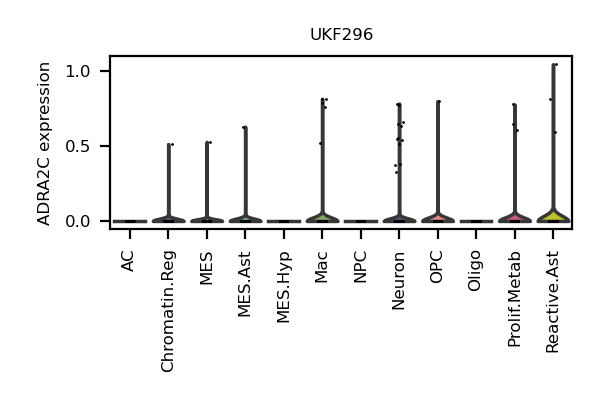 UKF296
ADRA2C expression
1.0
0.5
0.0
AC
Chromatin.Reg
MES
MES.Ast
MES.Hyp
Mac
NPC
Neuron
OPC
Oligo
Prolif.Metab
Reactive.Ast